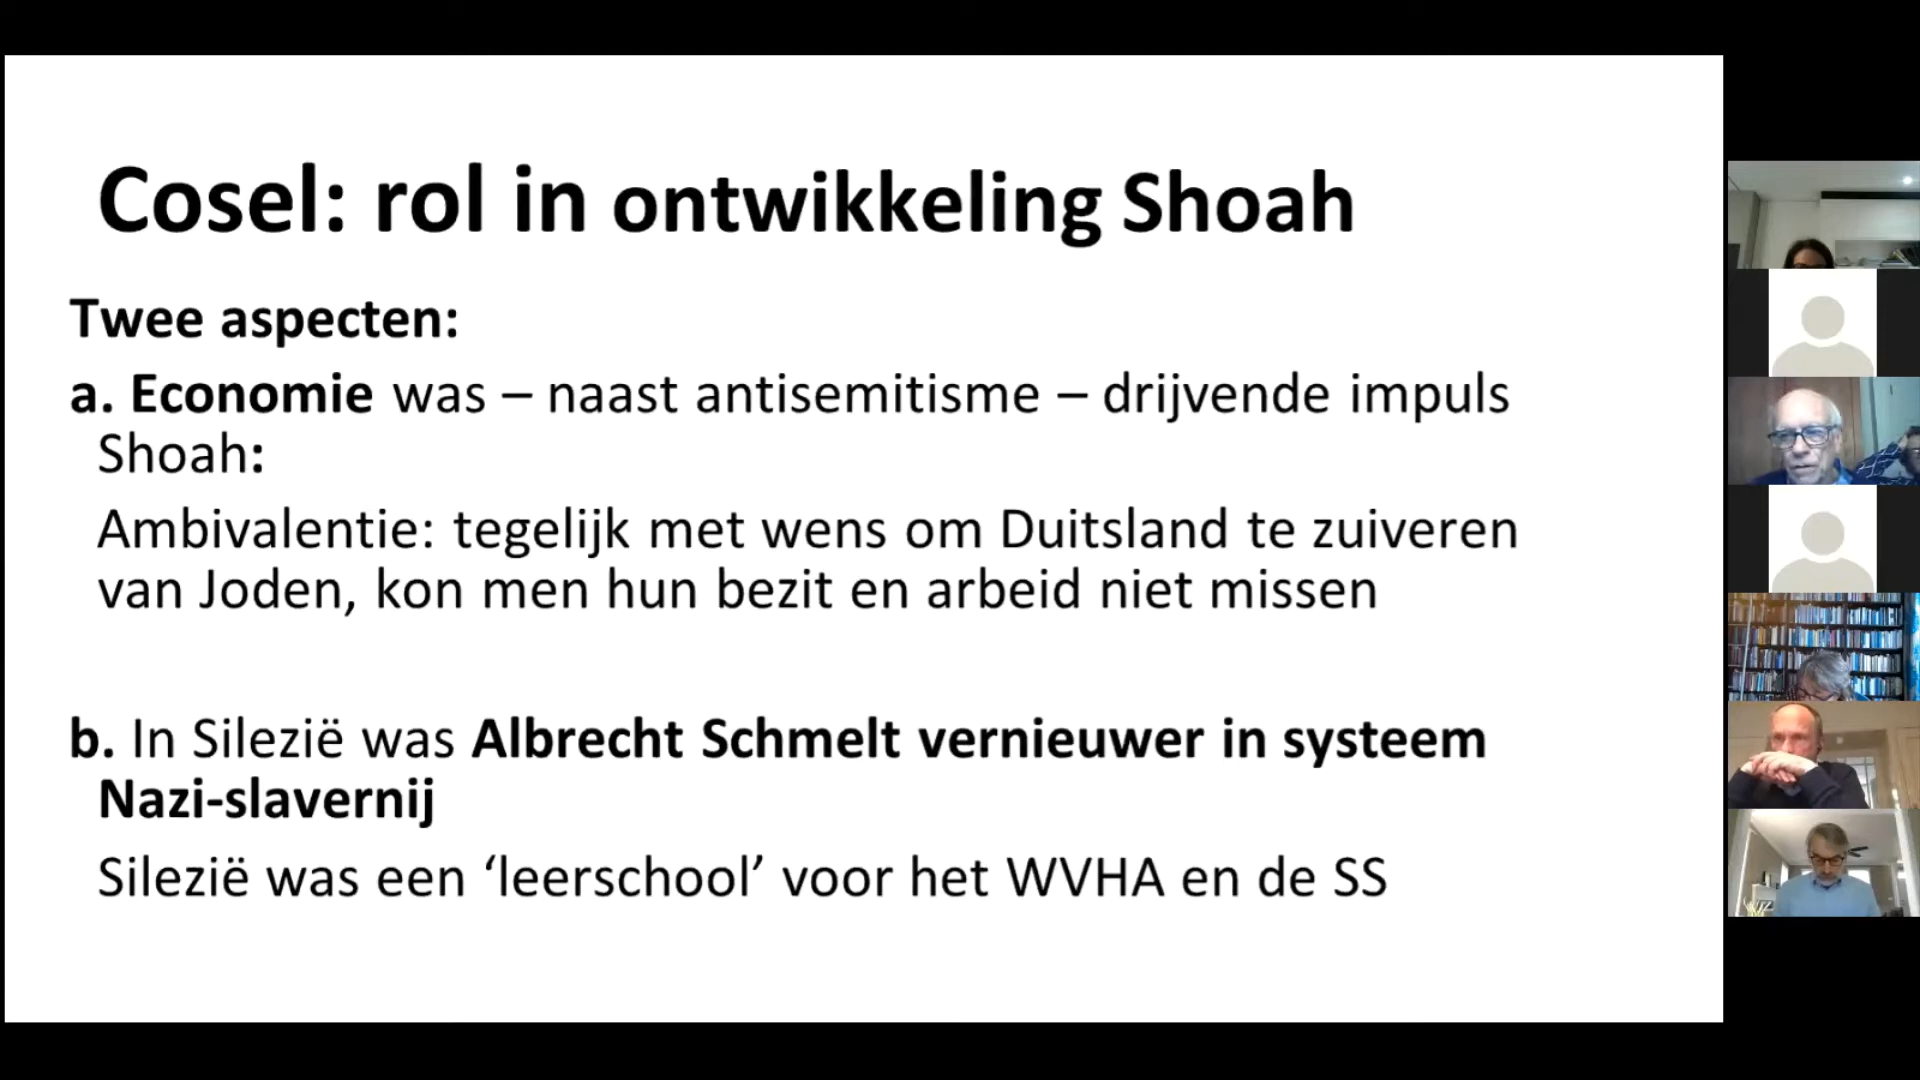 Cosel: rol in ontwikkeling Shoah
Twee aspecten:
a. Economie was – naast antisemitisme – drijvende impuls
Shoah:
Ambivalentie: tegelijk met wens om Duitsland te zuiveren
van Joden, kon men hun bezit en arbeid niet missen
b. In Silezië was Albrecht Schmelt vernieuwer in systeem
Nazi-slavernij
Silezië was een ‘leerschool’ voor het WVHA en de SS